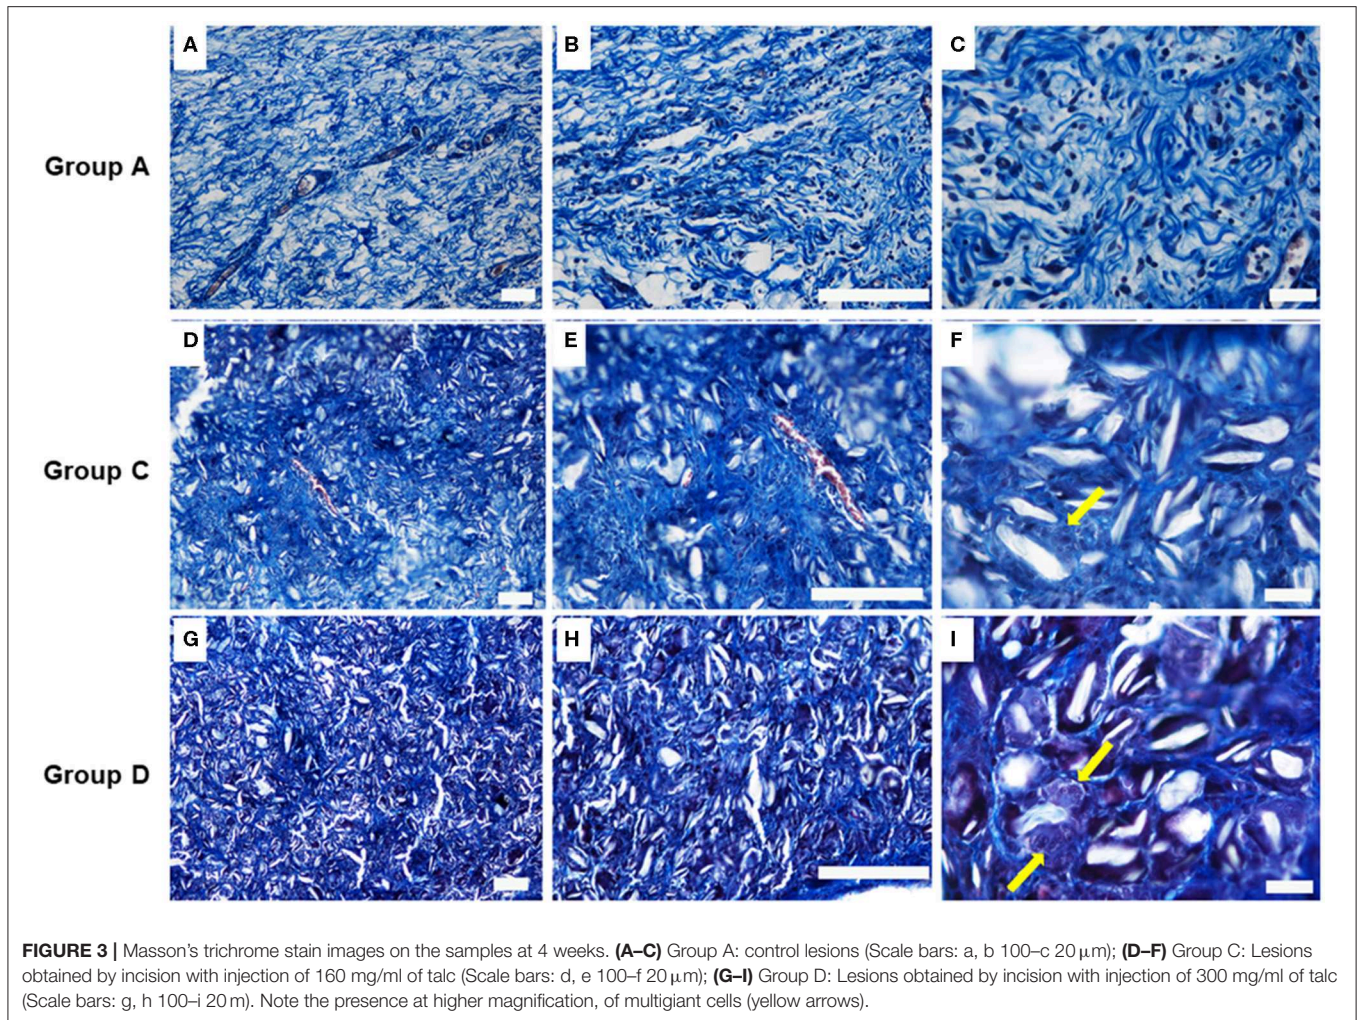 A
B
C
Group A
D
E
F
Group C
G
H
I
Group D
FIGURE 3 | Masson's trichrome stain images on the samples at 4 weeks. (A–C) Group A: control lesions (Scale bars: a, b 100–c 20 μm); (D–F) Group C: Lesions
obtained by incision with injection of 160 mg/ml of talc (Scale bars: d, e 100–f 20 μm); (G–I) Group D: Lesions obtained by incision with injection of 300 mg/ml of talc
(Scale bars: g, h 100–i 20 m). Note the presence at higher magnification, of multigiant cells (yellow arrows).